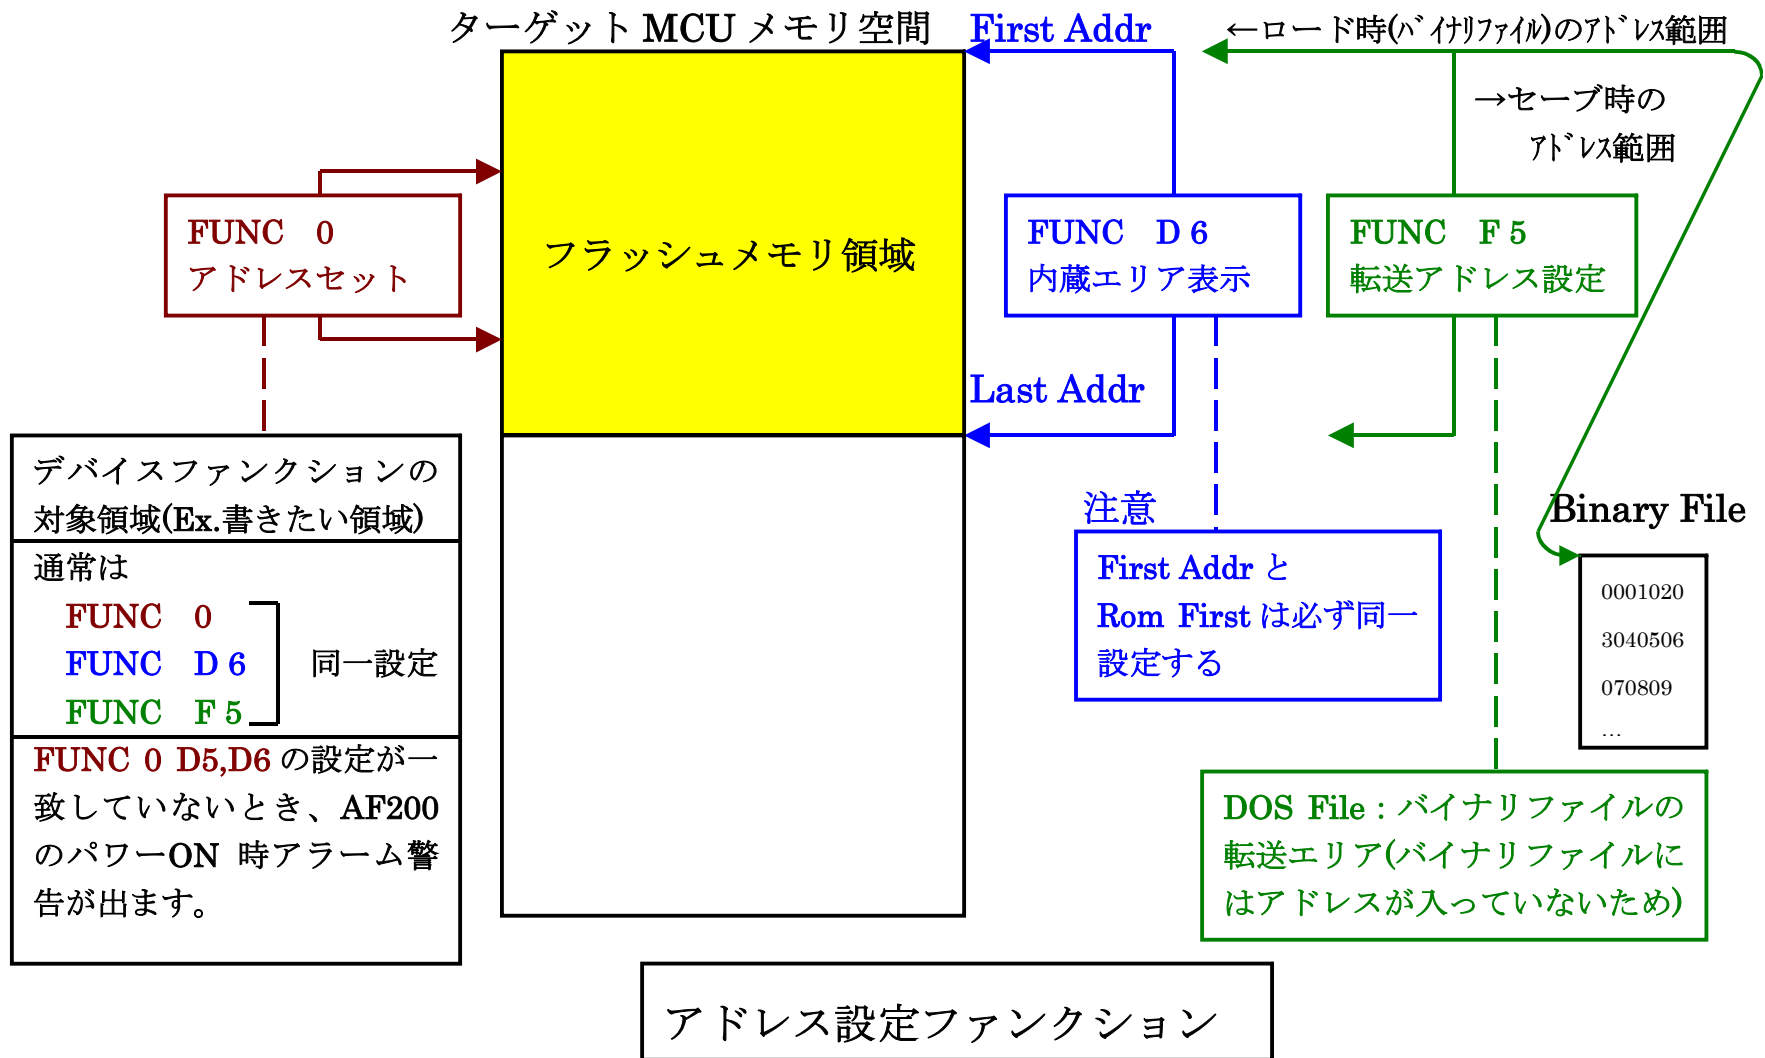 ターゲット MCU メモリ空間
First Addr
←ロード時(ﾊﾞｲﾅﾘﾌｧｲﾙ)のｱﾄﾞﾚｽ範囲
→セーブ時の
ｱﾄﾞﾚｽ範囲
FUNC　0
アドレスセット
フラッシュメモリ領域
FUNC　D 6
内蔵エリア表示
FUNC　F 5
転送アドレス設定
Last Addr
デバイスファンクションの
対象領域(Ex.書きたい領域)
通常は
FUNC　0
FUNC　D 6
FUNC　F 5
同一設定
FUNC 0 D5,D6 の設定が一
致していないとき、AF200
のパワーON 時アラーム警
告が出ます。
注意
First Addr と
Rom First は必ず同一
設定する
Binary File
0001020
3040506
070809
…
DOS File : バイナリファイルの
転送エリア(バイナリファイルに
はアドレスが入っていないため)
アドレス設定ファンクション